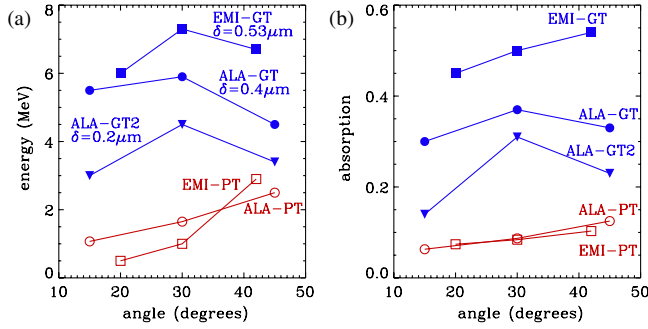 (a)
8
6
4
2
0
energy (MeV)
EMI-GT
δ=0.53μm
ALA-GT
δ=0.4μm
ALA-GT2
δ=0.2μm
EMI-PT
ALA-PT
10 20 30 40 50
angle (degrees)
(b)
0.6
0.4
0.2
0.0
absorption
EMI-GT
ALA-GT
ALA-GT2
ALA-PT
EMI-PT
10 20 30 40 50
angle (degrees)